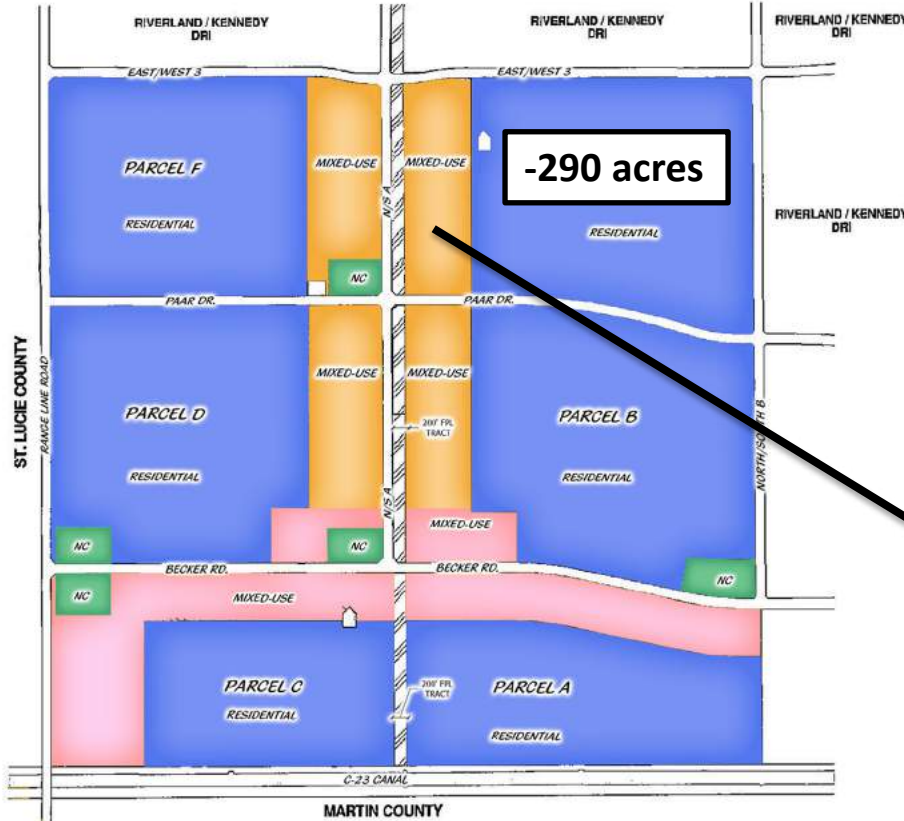 RIVERLAND / KENNEDY
DRI
RIVERLAND / KENNEDY
DRI
RIVERLAND / KENNEDY
DRI
EAST/WEST 3
EAST/WEST 3
PARCEL F
MIXED-USE
MIXED-USE
-290 acres
N/S A
RESIDENTIAL
RESIDENTIAL
RIVERLAND / KENNEDY
DRI
NC
PAAR DR.
PAAR DR.
ST. LUCIE COUNTY
RANGE LINE ROAD
MIXED-USE
MIXED-USE
PARCEL D
PARCEL B
200' FPL
TRACT
NORTH/SOUTH B
RESIDENTIAL
RESIDENTIAL
N/S A
MIXED-USE
NC
NC
BECKER RD.
BECKER RD.
NC
NC
MIXED-USE
PARCEL C
200' FPL
TRACT
PARCEL A
RESIDENTIAL
RESIDENTIAL
C-23 CANAL
MARTIN COUNTY